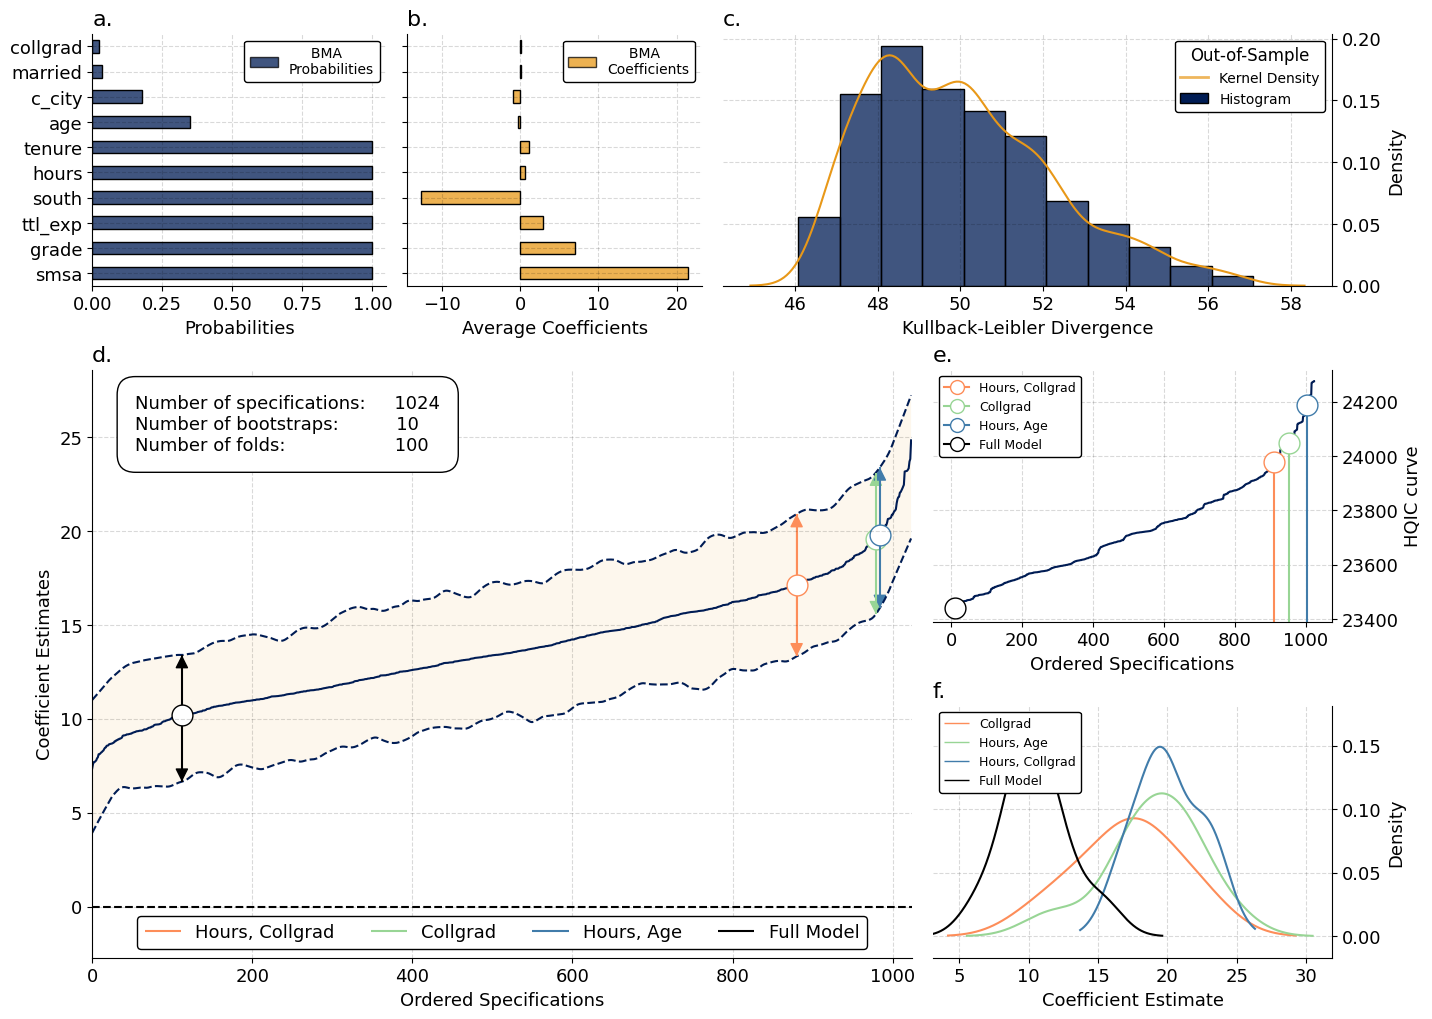 a.
collgrad
married
c_city
age
tenure
hours
south
ttl_exp
grade
smsa
0.00 0.25 0.50 0.75 1.00
Probabilities
BMA
Probabilities
b.
−10 0 10 20
Average Coefficients
BMA
Coefficients
c.
Out-of-Sample
Kernel Density
Histogram
0.20
0.15
0.10
0.05
0.00
Density
46 48 50 52 54 56 58
Kullback-Leibler Divergence
d.
Number of specifications: 1024
Number of bootstraps: 10
Number of folds: 100
25
20
15
10
5
0
Coefficient Estimates
Hours, Collgrad Collgrad Hours, Age Full Model
0 200 400 600 800 1000
Ordered Specifications
e.
Hours, Collgrad
Collgrad
Hours, Age
Full Model
24200
24000
23800
23600
23400
HQIC curve
0 200 400 600 800 1000
Ordered Specifications
f.
Collgrad
Hours, Age
Hours, Collgrad
Full Model
0.15
0.10
0.05
0.00
Density
5 10 15 20 25 30
Coefficient Estimate